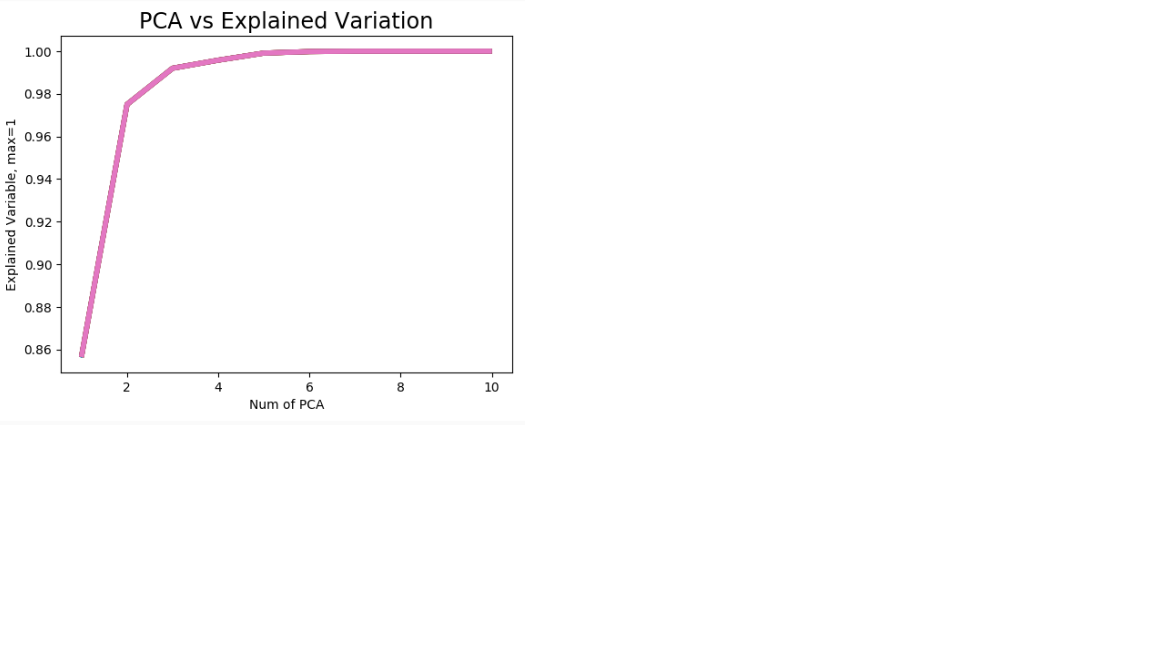 PCA vs Explained Variation
Explained Variable, max=1
1.00
0.98
0.96
0.94
0.92
0.90
0.88
0.86
2 4 6 8 10
Num of PCA